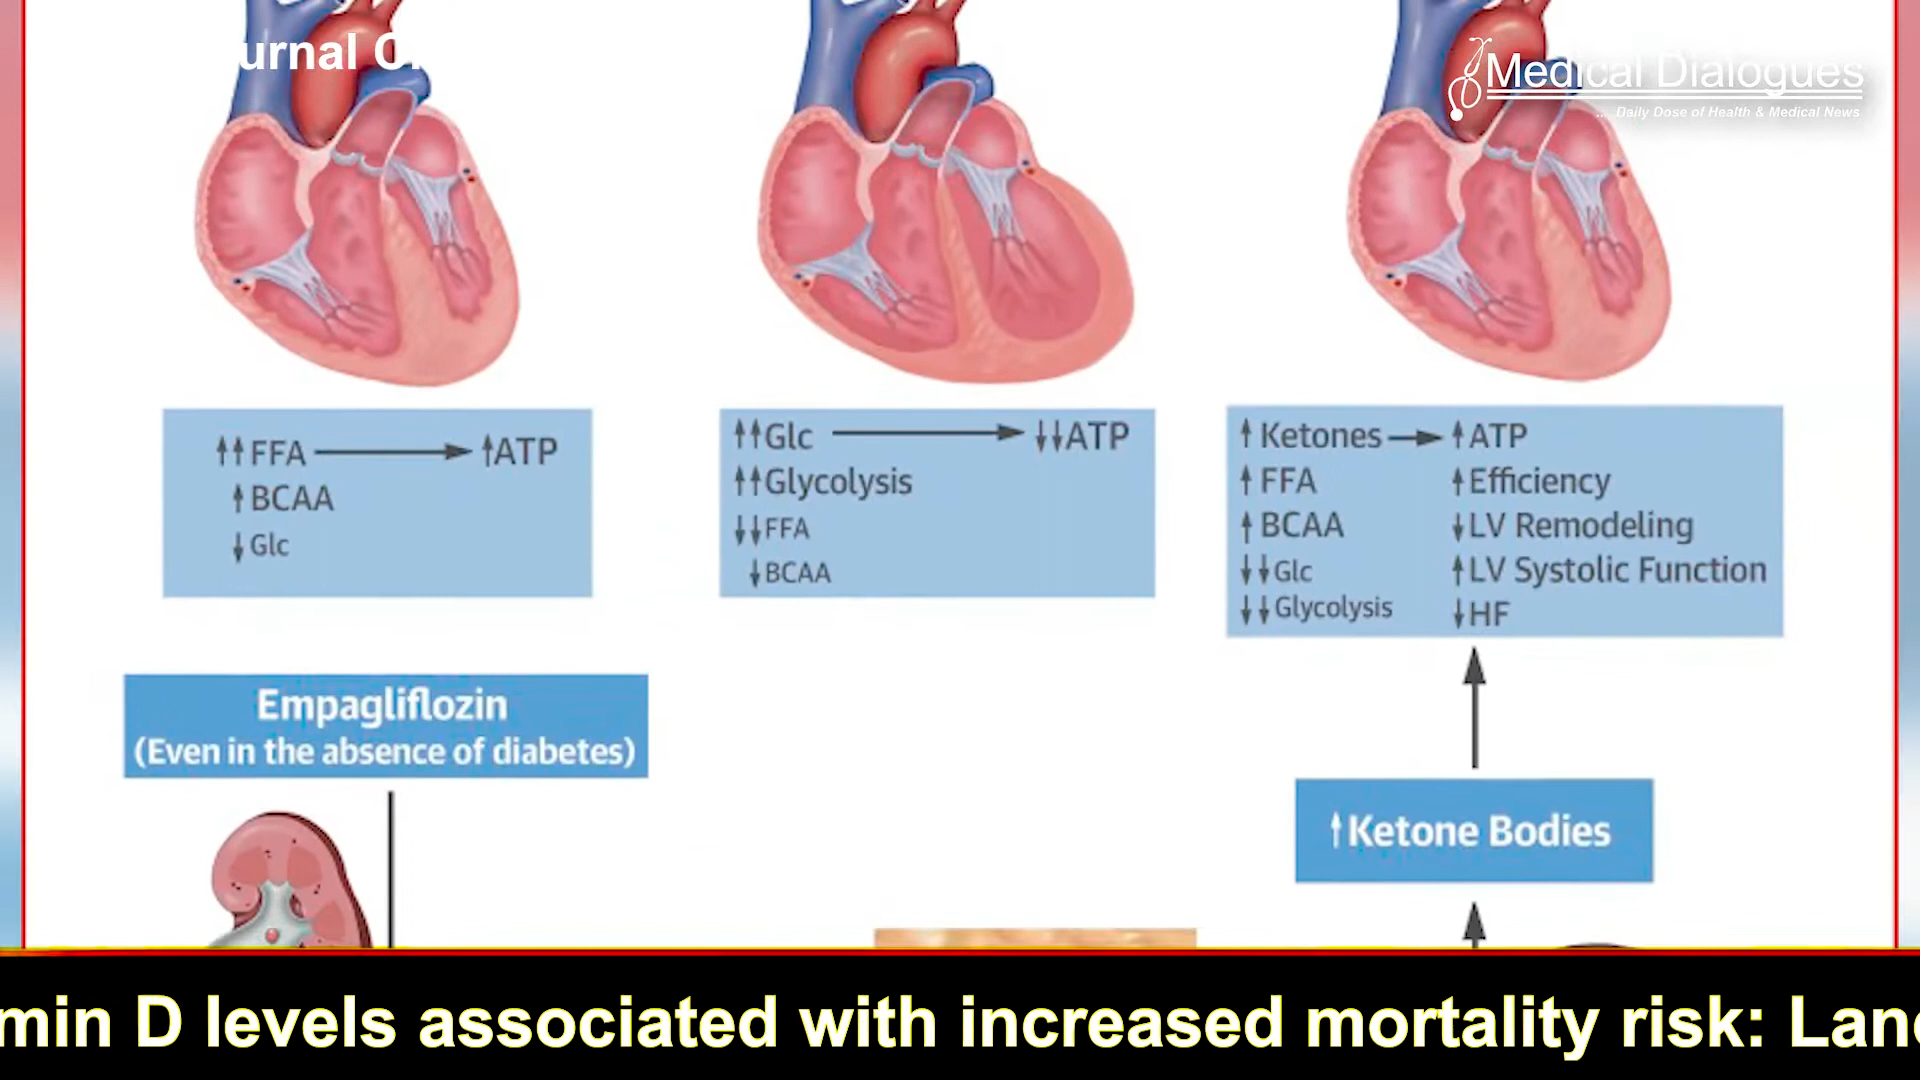 Medical Dialogues
.... Daily Dose of Health & Medical News
↑↑FFA → ↑ATP
↑BCAA
↓Glc
↑↑Glc → ↓↓ATP
↑↑Glycolysis
↓↓FFA
↓BCAA
↑Ketones → ↑ATP
↑FFA ↑Efficiency
↑BCAA ↓LV Remodeling
↓↓Glc ↑LV Systolic Function
↓↓Glycolysis ↓HF
Empagliflozin
(Even in the absence of diabetes)
↑Ketone Bodies
min D levels associated with increased mortality risk: